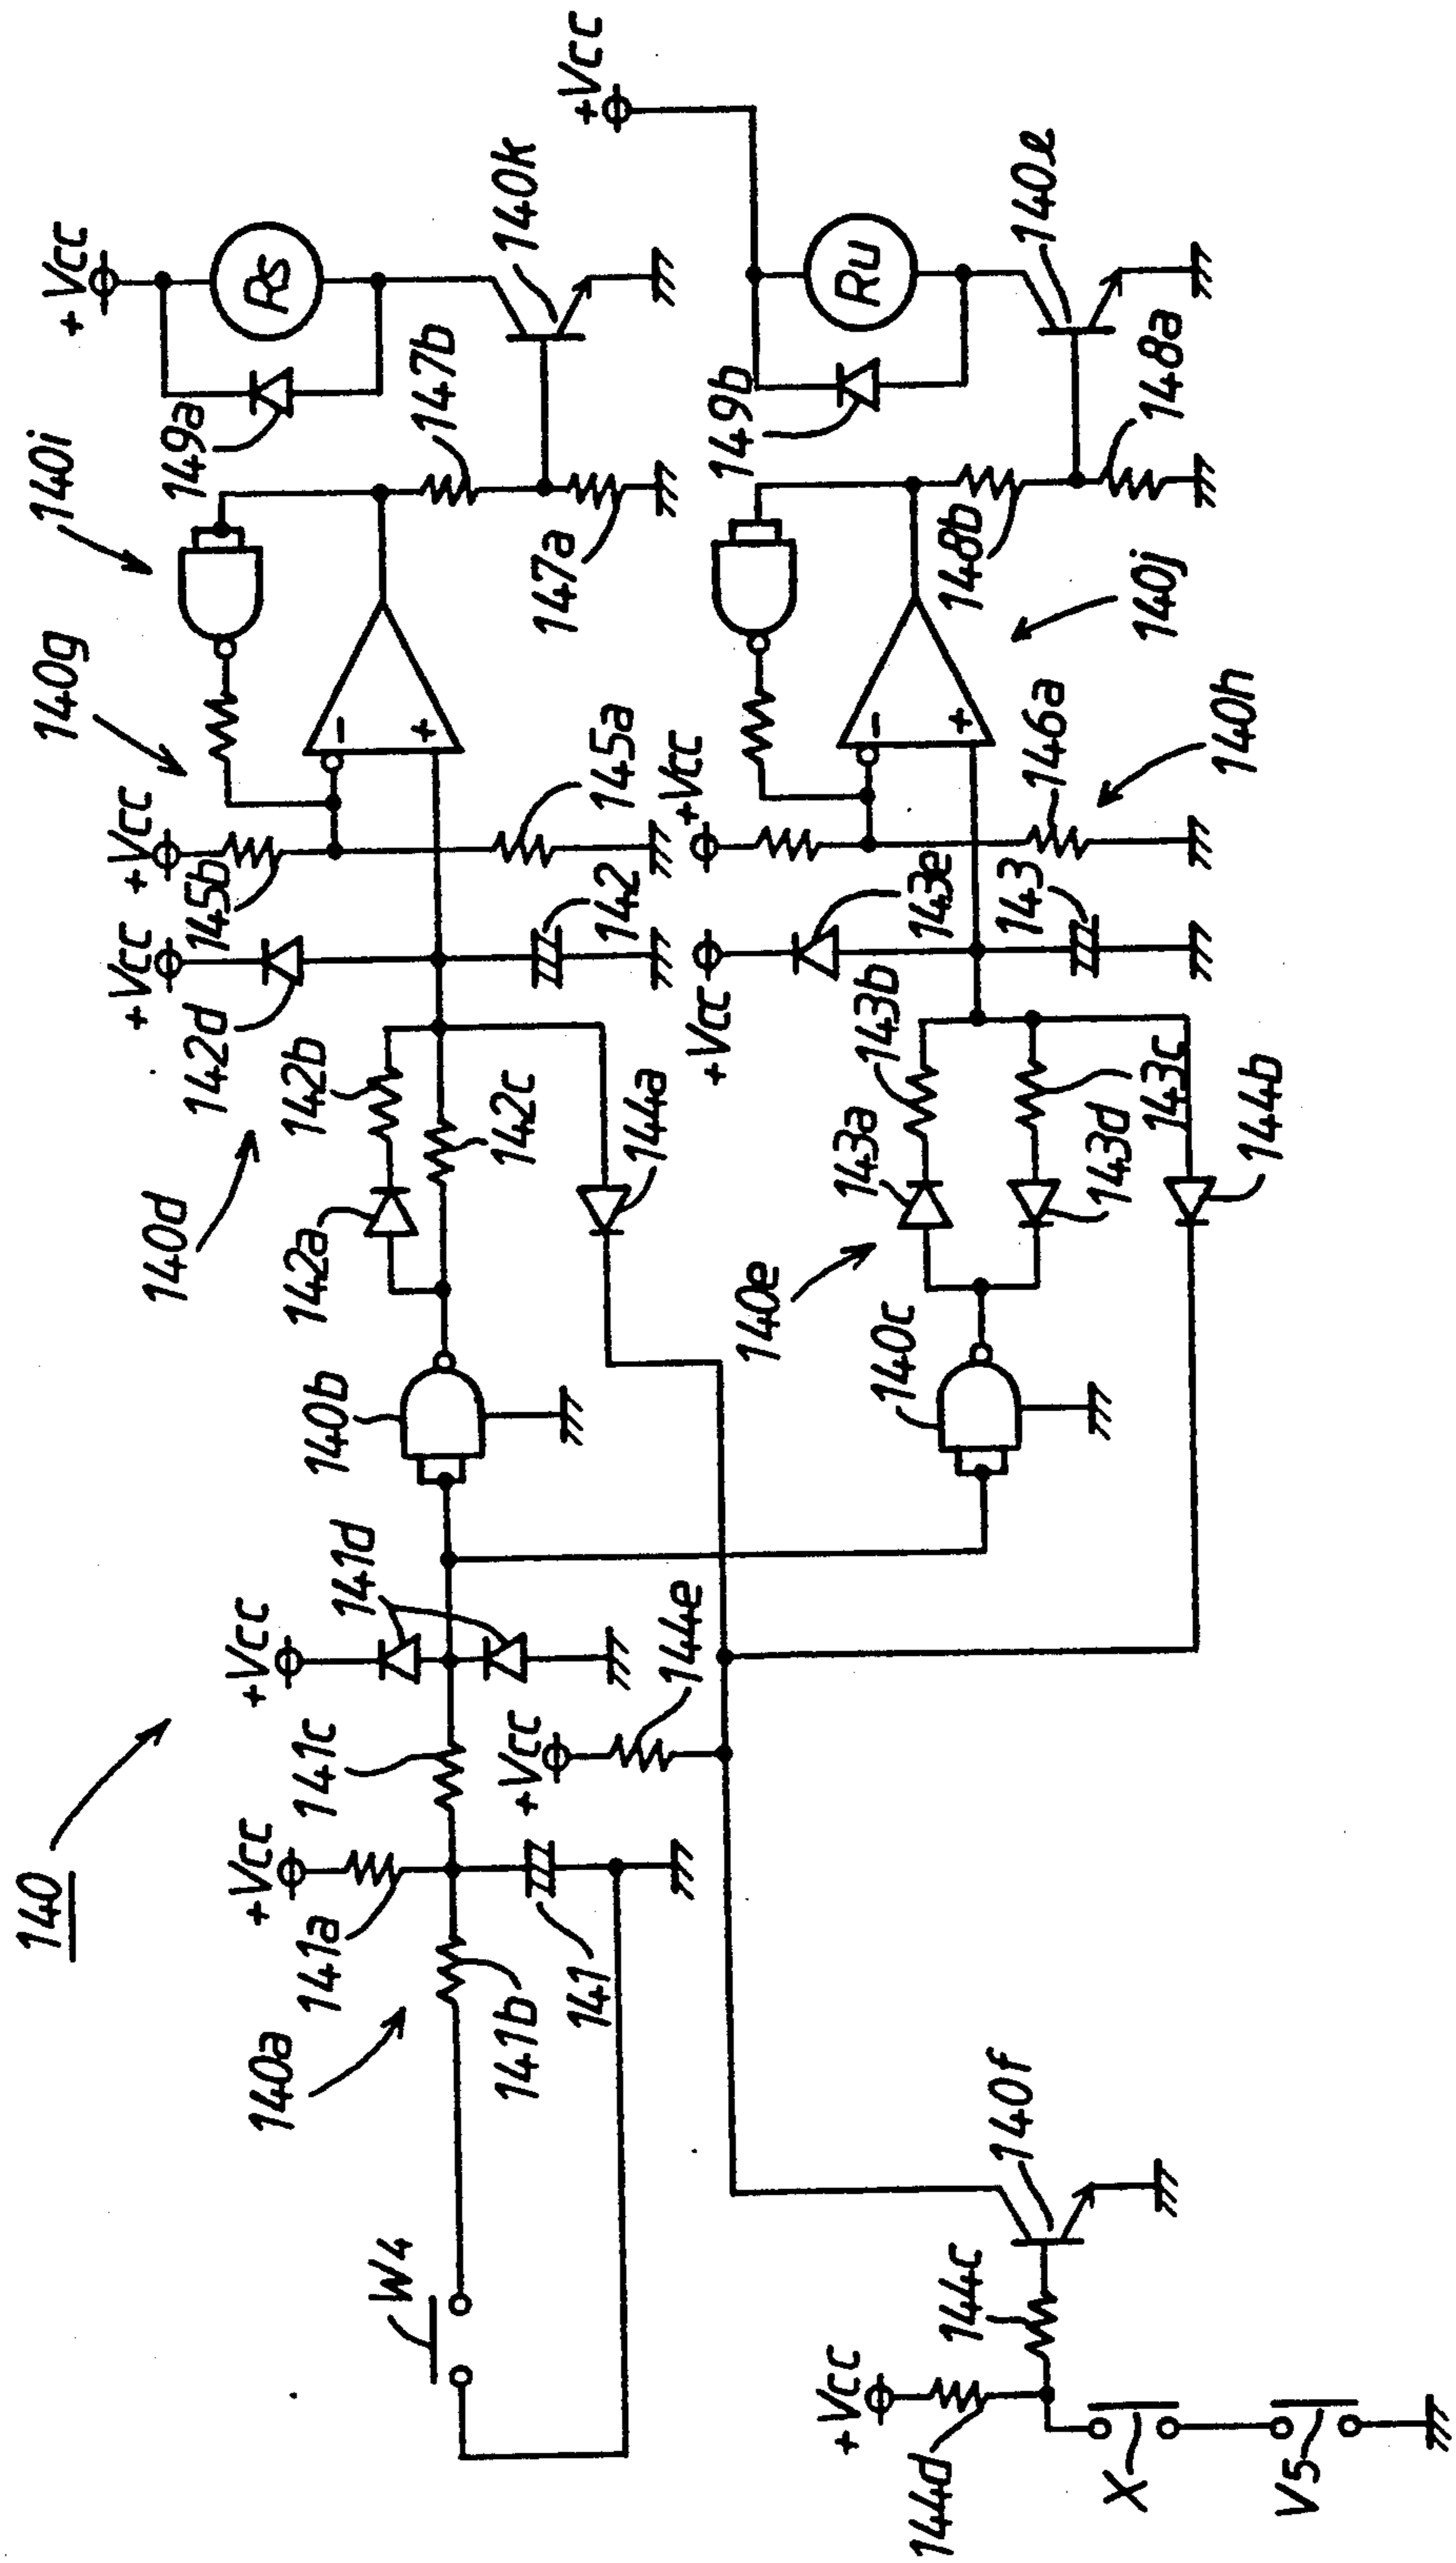 140
140a
W4
141a
141b
141
+Vcc
141c
+Vcc
141d
+Vcc
144e
140b
140d
142a
142b
142c
144a
142d
+Vcc
142
+Vcc
145b
145a
140g
140i
-
+
147a
147b
149a
+Vcc
Rs
140k
+Vcc
140f
144c
144d
+Vcc
X
V5
140c
140e
143a
143b
143c
143d
144b
+Vcc
143e
143
+Vcc
146a
140h
140j
-
+
148b
148a
149b
Ru
140l